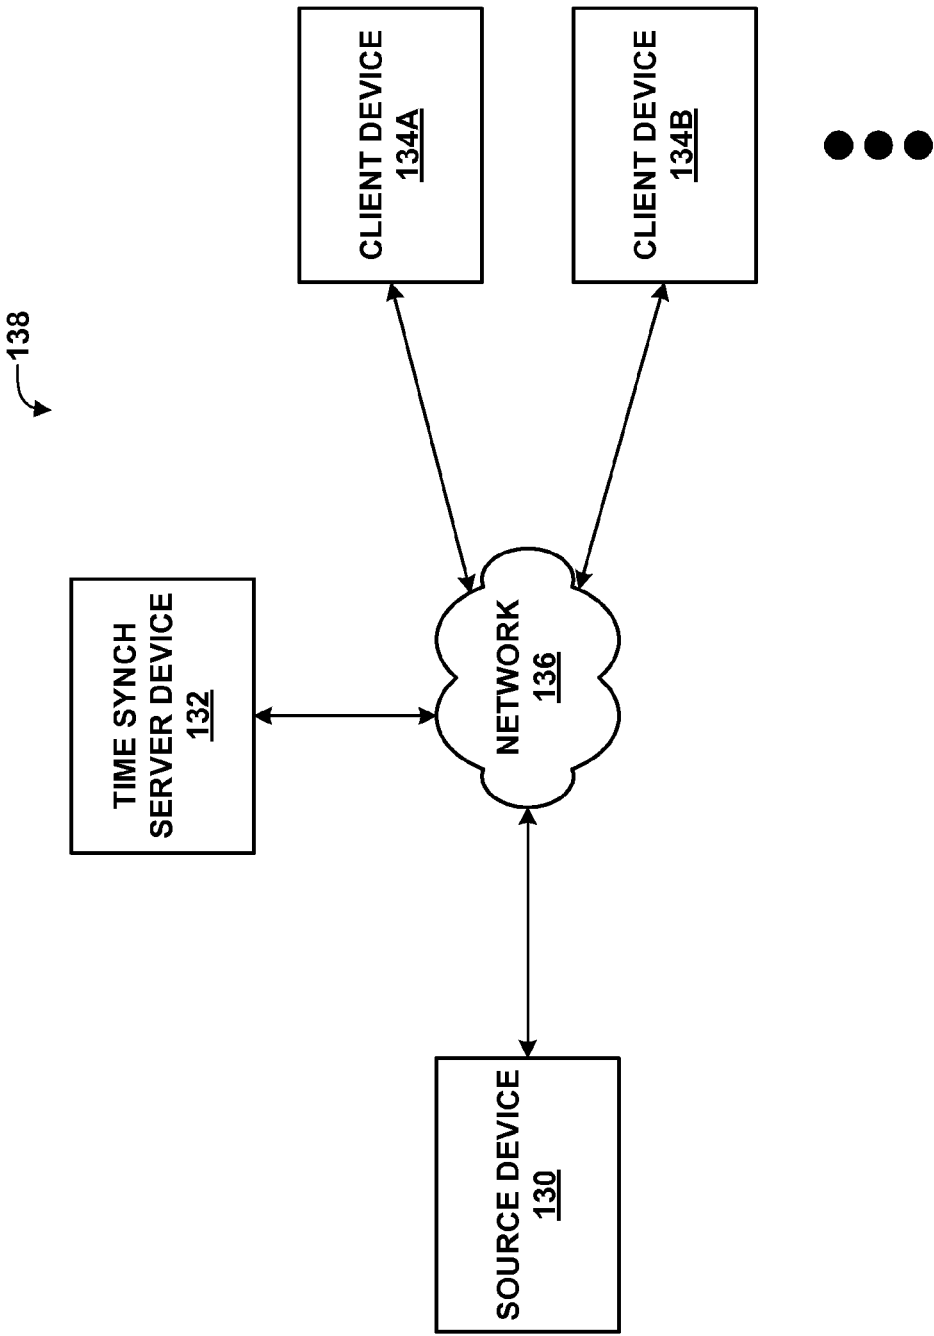 138
TIME SYNCH
SERVER DEVICE
132
CLIENT DEVICE
134A
SOURCE DEVICE
130
NETWORK
136
CLIENT DEVICE
134B